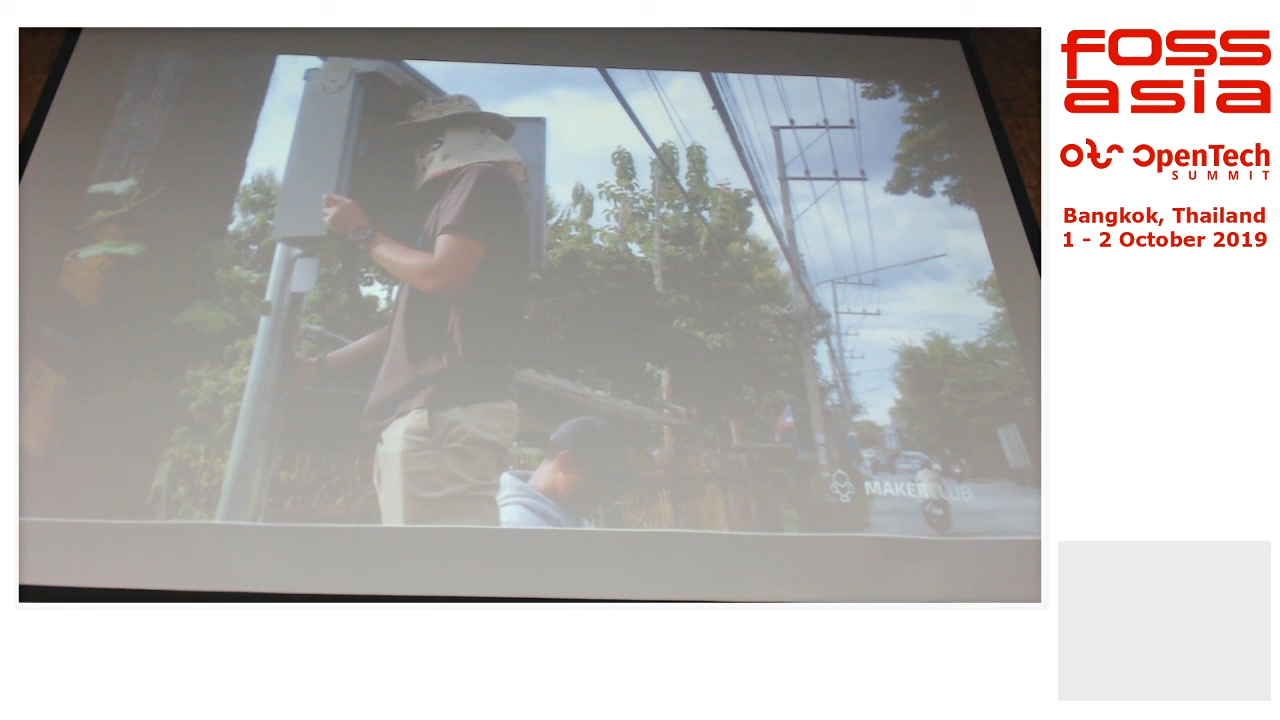 fOSS
asia
OpenTech
SUMMIT
Bangkok, Thailand
1 - 2 October 2019
MAKERCLUB